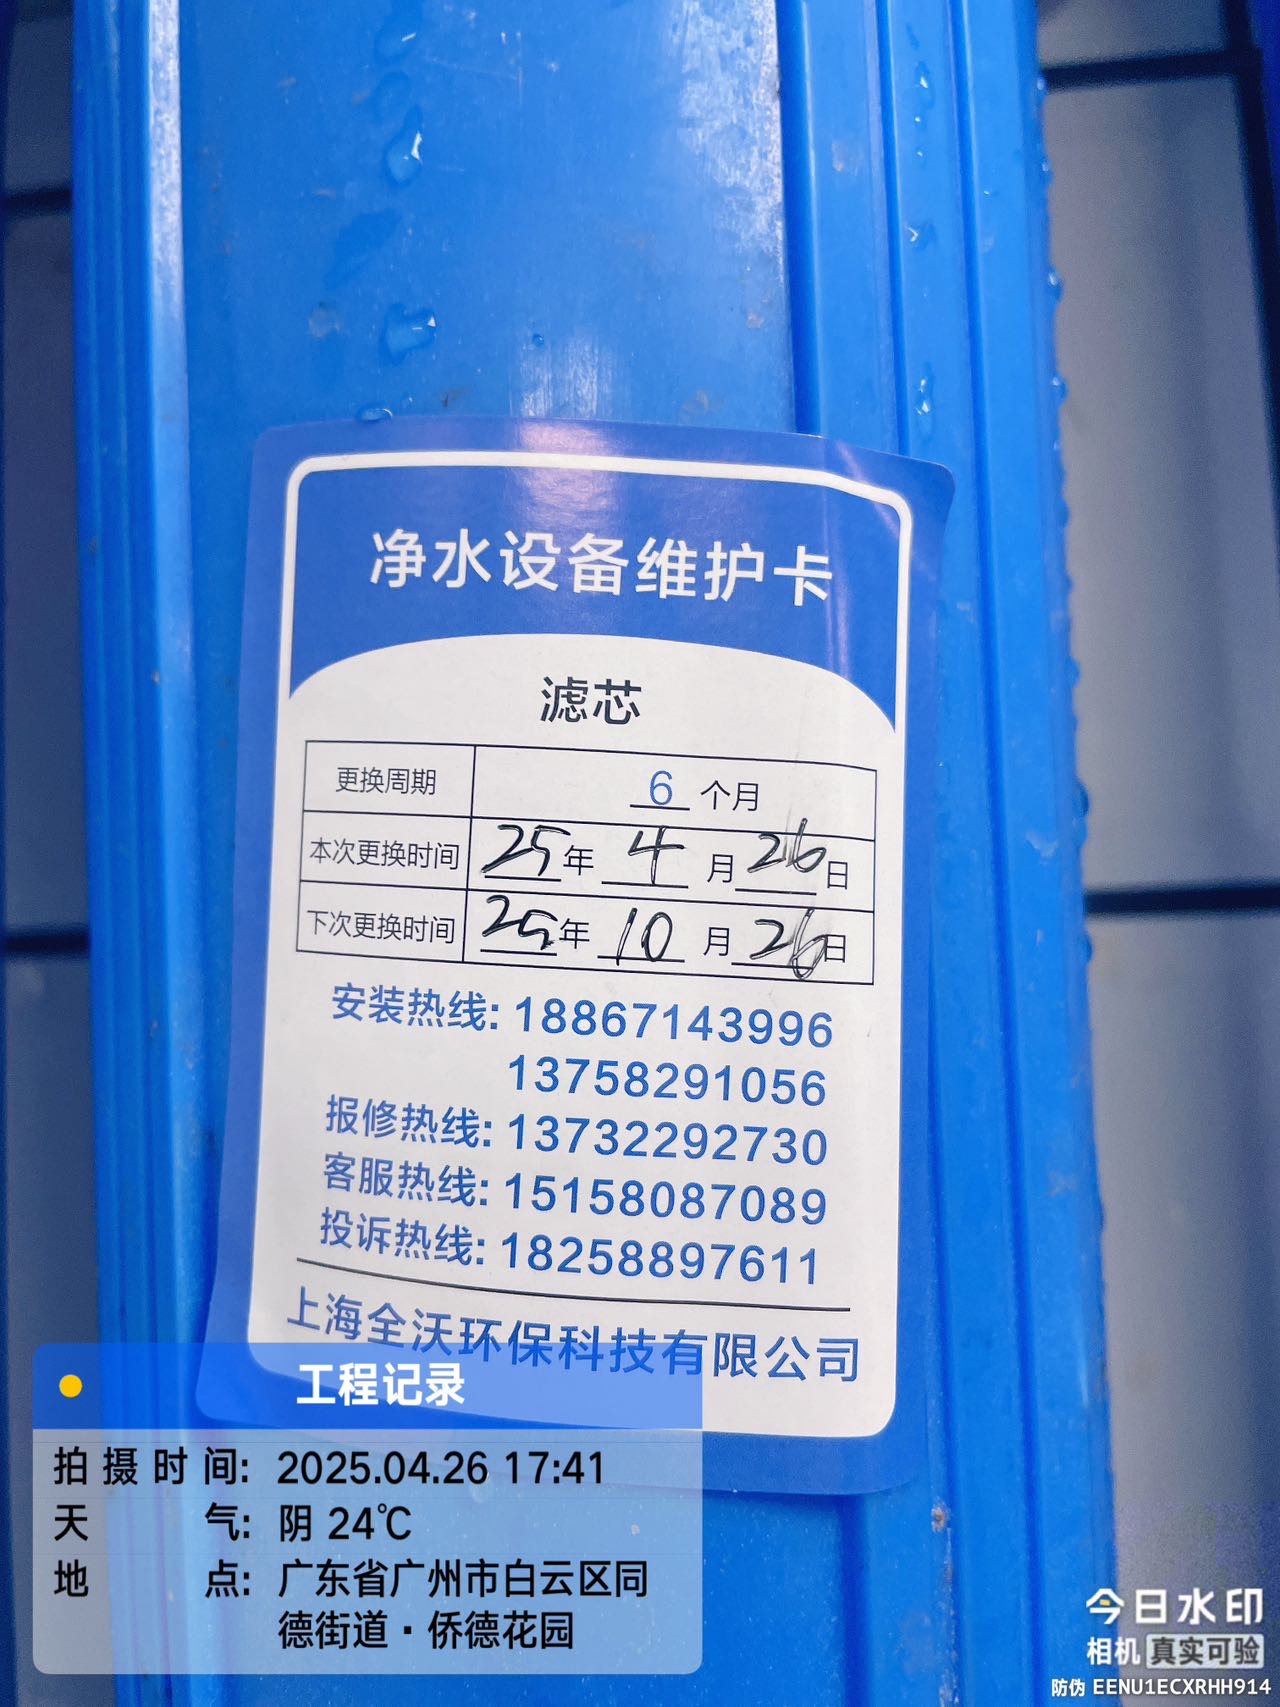 净水设备维护卡
滤芯
更换周期 6 个月
本次更换时间 25年 4 月 26日
下次更换时间 25年 10 月 26日
安装热线: 18867143996
13758291056
报修热线: 13732292730
客服热线: 15158087089
投诉热线: 18258897611
上海全沃环保科技有限公司
工程记录
拍摄时间: 2025.04.26 17:41
天气: 阴 24℃
地点: 广东省广州市白云区同
德街道·侨德花园
今日水印
相机 真实可验
防伪 EENU1ECXRHH914